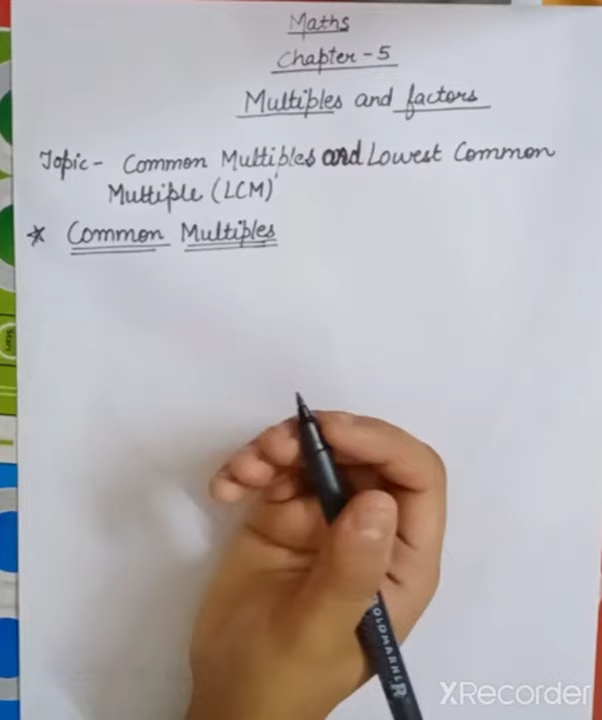 Maths
Chapter - 5
Multiples and factors
Topic - Common Multiples and Lowest Common
Multiple (LCM)
* Common Multiples
XRecorder